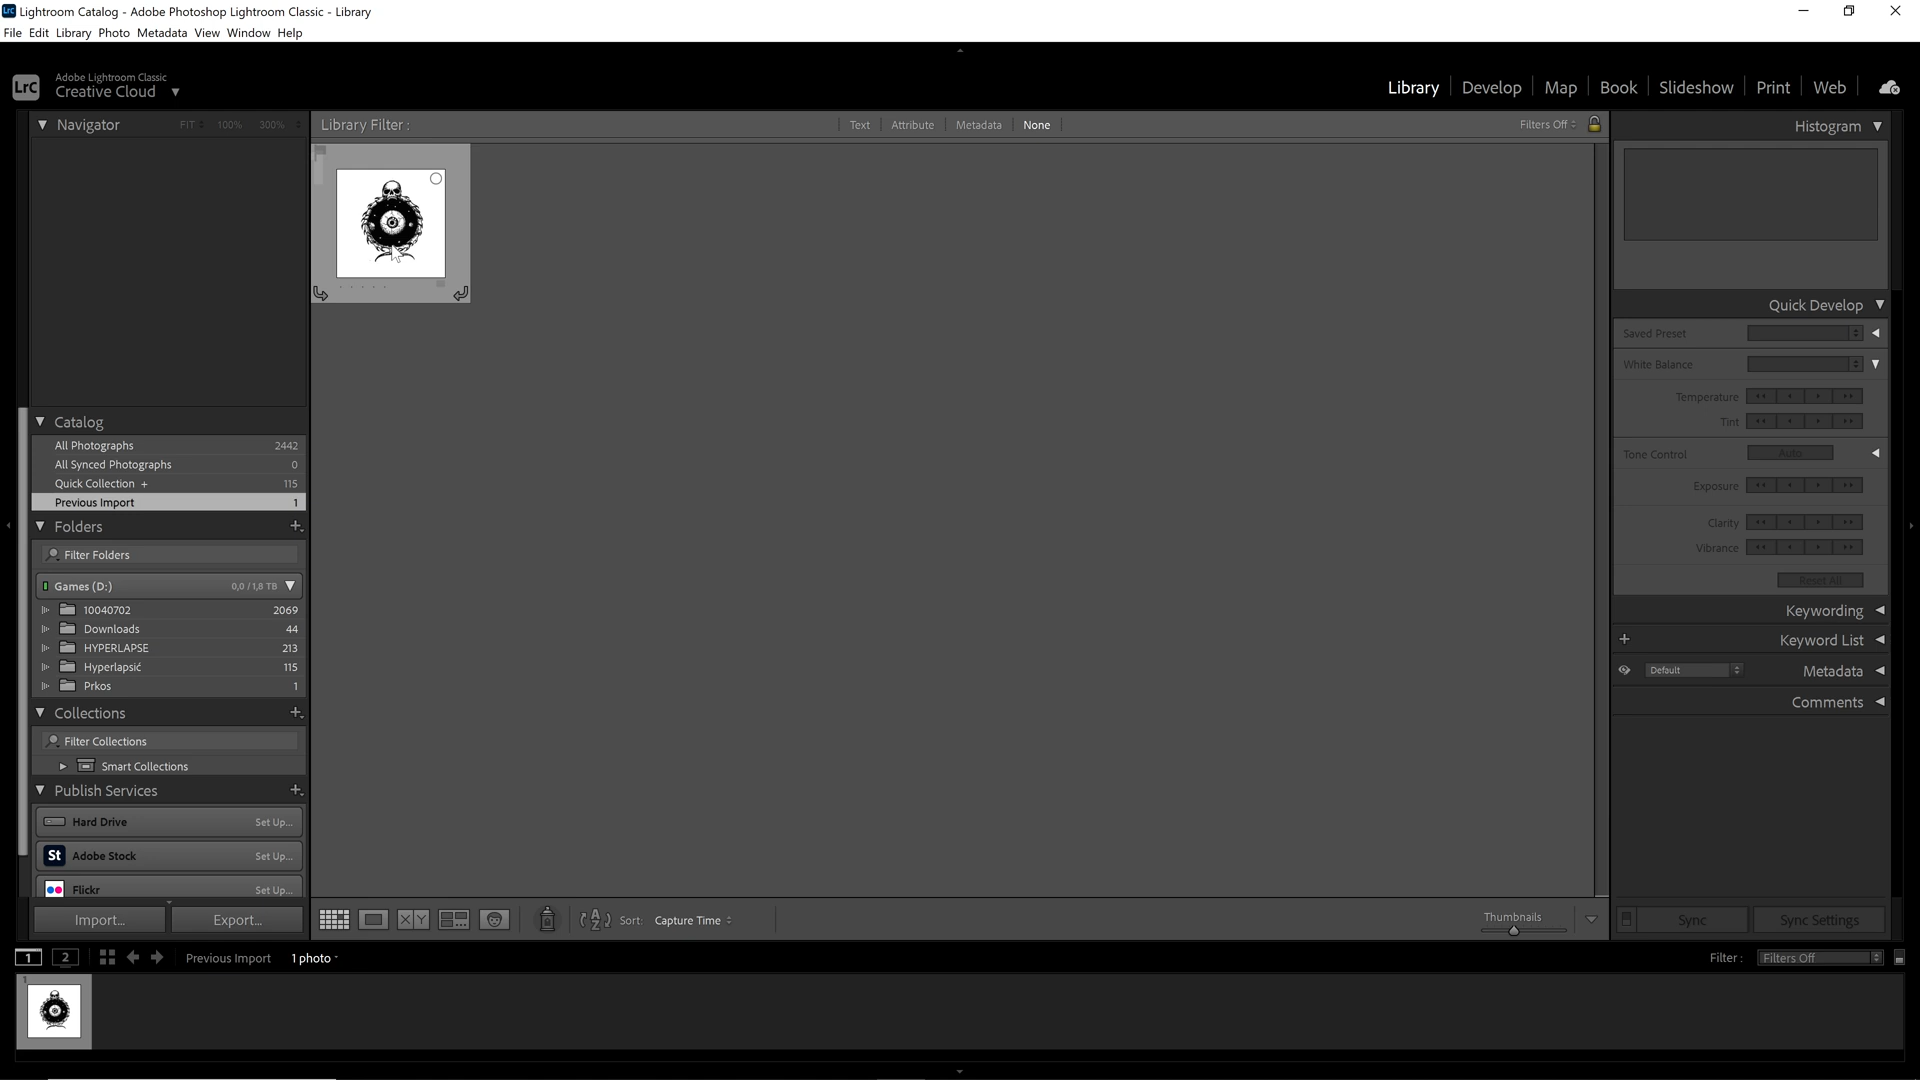 Lightroom Catalog - Adobe Photoshop Lightroom Classic - Library
File Edit Library Photo Metadata View Window Help
LrC
Adobe Lightroom Classic
Creative Cloud
Library Develop Map Book Slideshow Print Web
Navigator FIT 100% 300%
Library Filter : Text Attribute Metadata None Filters Off
Histogram
Quick Develop
Saved Preset
White Balance
Temperature
Tint
Tone Control Auto
Exposure
Clarity
Vibrance
Reset All
Keywording
Keyword List
Default Metadata
Comments
Catalog
All Photographs 2442
All Synced Photographs 0
Quick Collection + 115
Previous Import 1
Folders
Filter Folders
Games (D:) 0,0 / 1,8 TB
10040702 2069
Downloads 44
HYPERLAPSE 213
Hyperlapsić 115
Prkos 1
Collections
Filter Collections
Smart Collections
Publish Services
Hard Drive Set Up...
St Adobe Stock Set Up...
Flickr Set Up...
Import... Export...
X Y A Z Sort: Capture Time Thumbnails
Sync Sync Settings
1 2 Previous Import 1 photo Filter : Filters Off
1